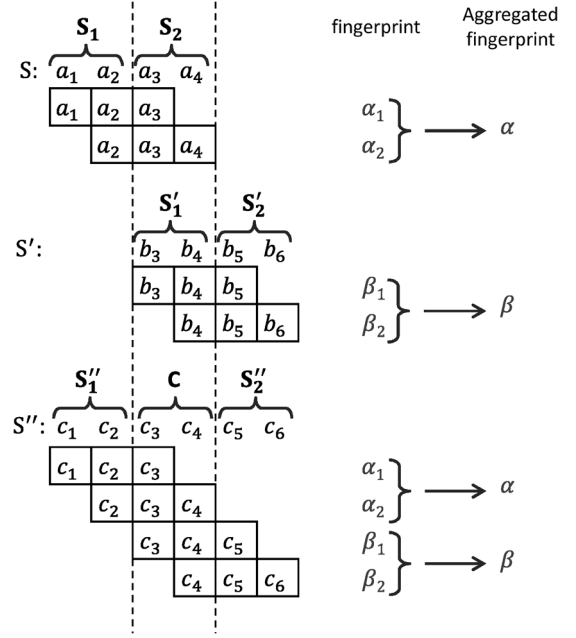 S₁ S₂ fingerprint Aggregated fingerprint
S: a₁ a₂ a₃ a₄
a₁ a₂ a₃ α₁
a₂ a₃ a₄ α₂ α
S′₁ S′₂
S′: b₃ b₄ b₅ b₆
b₃ b₄ b₅ β₁
b₄ b₅ b₆ β₂ β
S″₁ C S″₂
S″: c₁ c₂ c₃ c₄ c₅ c₆
c₁ c₂ c₃ α₁
c₂ c₃ c₄ α₂ α
c₃ c₄ c₅ β₁
c₄ c₅ c₆ β₂ β